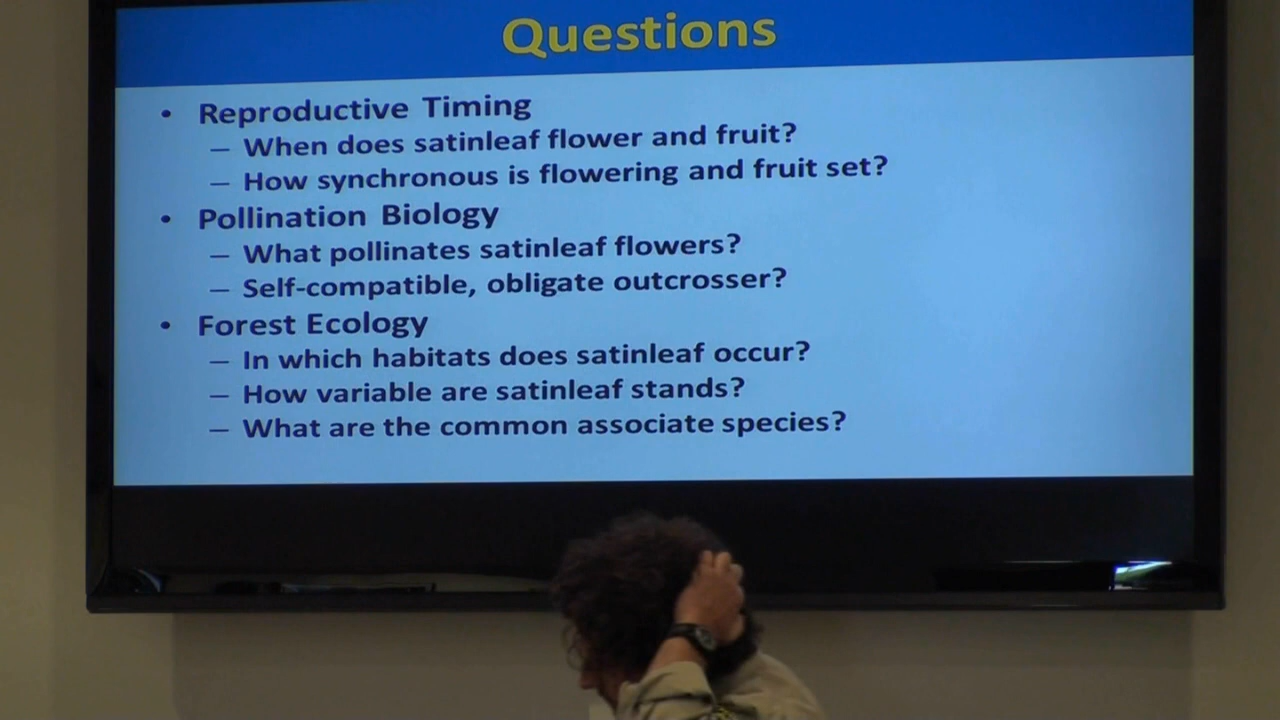 Questions
• Reproductive Timing
– When does satinleaf flower and fruit?
– How synchronous is flowering and fruit set?
• Pollination Biology
– What pollinates satinleaf flowers?
– Self-compatible, obligate outcrosser?
• Forest Ecology
– In which habitats does satinleaf occur?
– How variable are satinleaf stands?
– What are the common associate species?